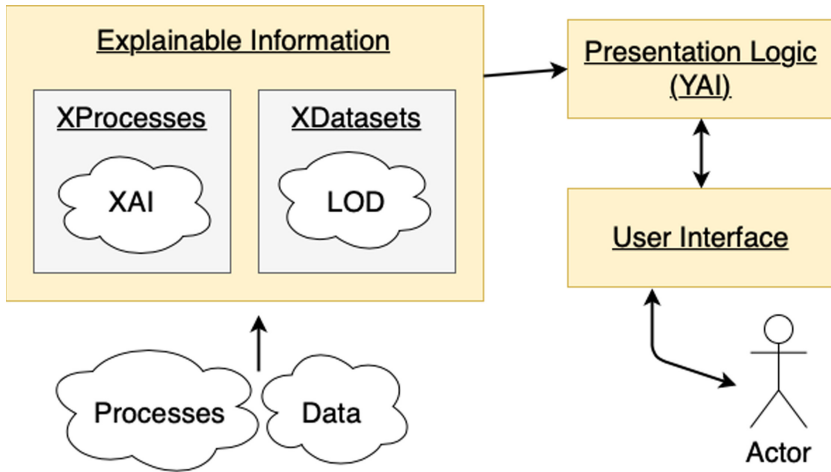 Explainable Information
XProcesses
XAI
XDatasets
LOD
Processes
Data
Presentation Logic
(YAI)
User Interface
Actor